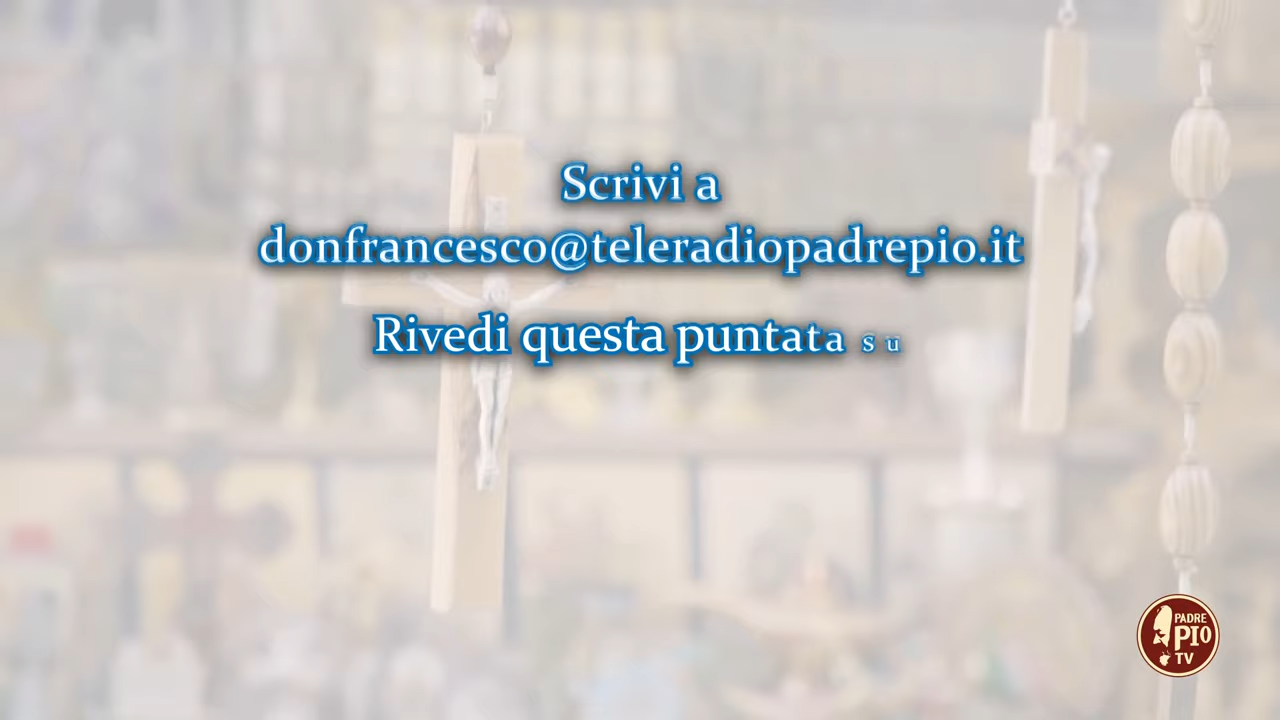 Scrivi a
donfrancesco@teleradiopadrepio.it
Rivedi questa puntata su
PADRE
PIO
TV